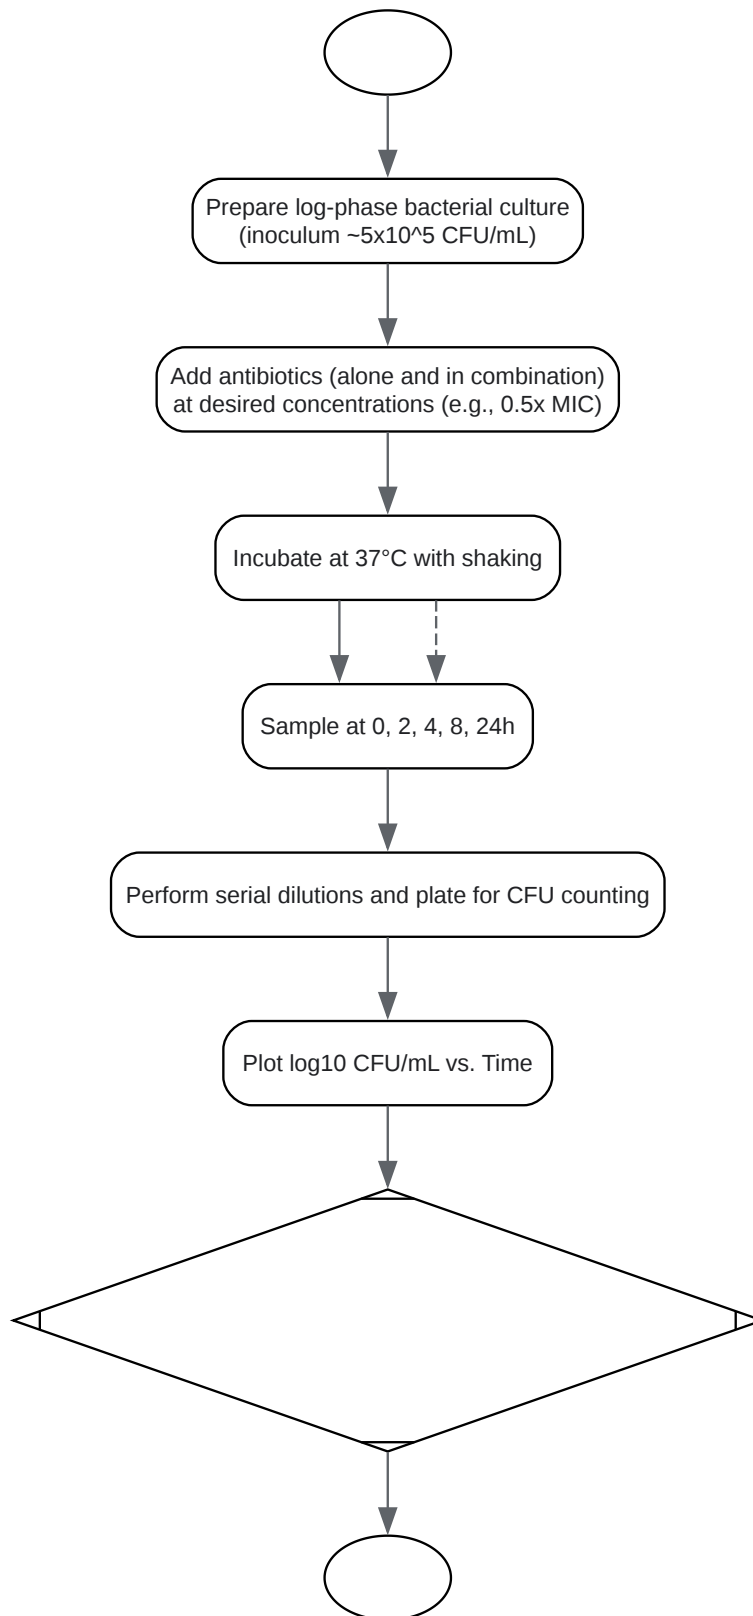 Prepare log-phase bacterial culture
(inoculum ~5x10^5 CFU/mL)
Add antibiotics (alone and in combination)
at desired concentrations (e.g., 0.5x MIC)
Incubate at 37°C with shaking
Sample at 0, 2, 4, 8, 24h
Perform serial dilutions and plate for CFU counting
Plot log10 CFU/mL vs. Time